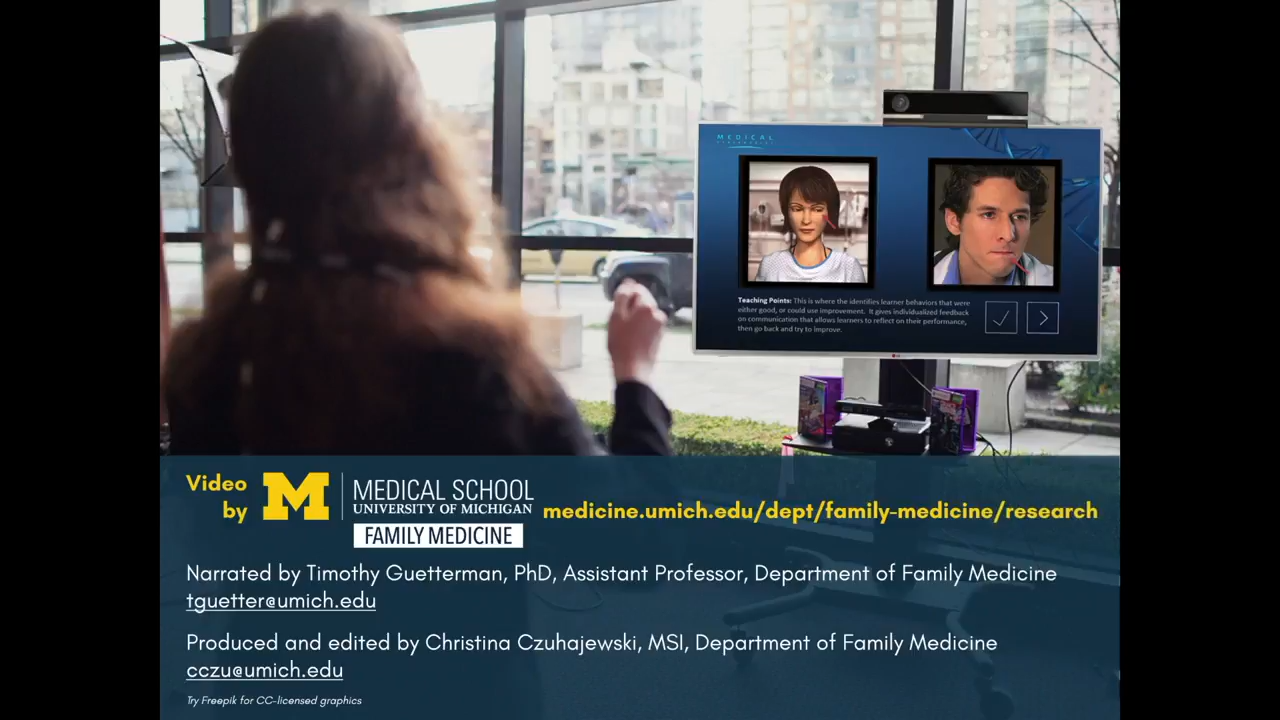 MEDICAL
Teaching Points: This is where the identifies learner behaviors that were
either good, or could use improvement. It gives individualized feedback
on communication that allows learners to reflect on their performance,
then go back and try to improve.
Video
by
M
MEDICAL SCHOOL
UNIVERSITY OF MICHIGAN
FAMILY MEDICINE
medicine.umich.edu/dept/family-medicine/research
Narrated by Timothy Guetterman, PhD, Assistant Professor, Department of Family Medicine
tguetter@umich.edu
Produced and edited by Christina Czuhajewski, MSI, Department of Family Medicine
cczu@umich.edu
Try Freepik for CC-licensed graphics